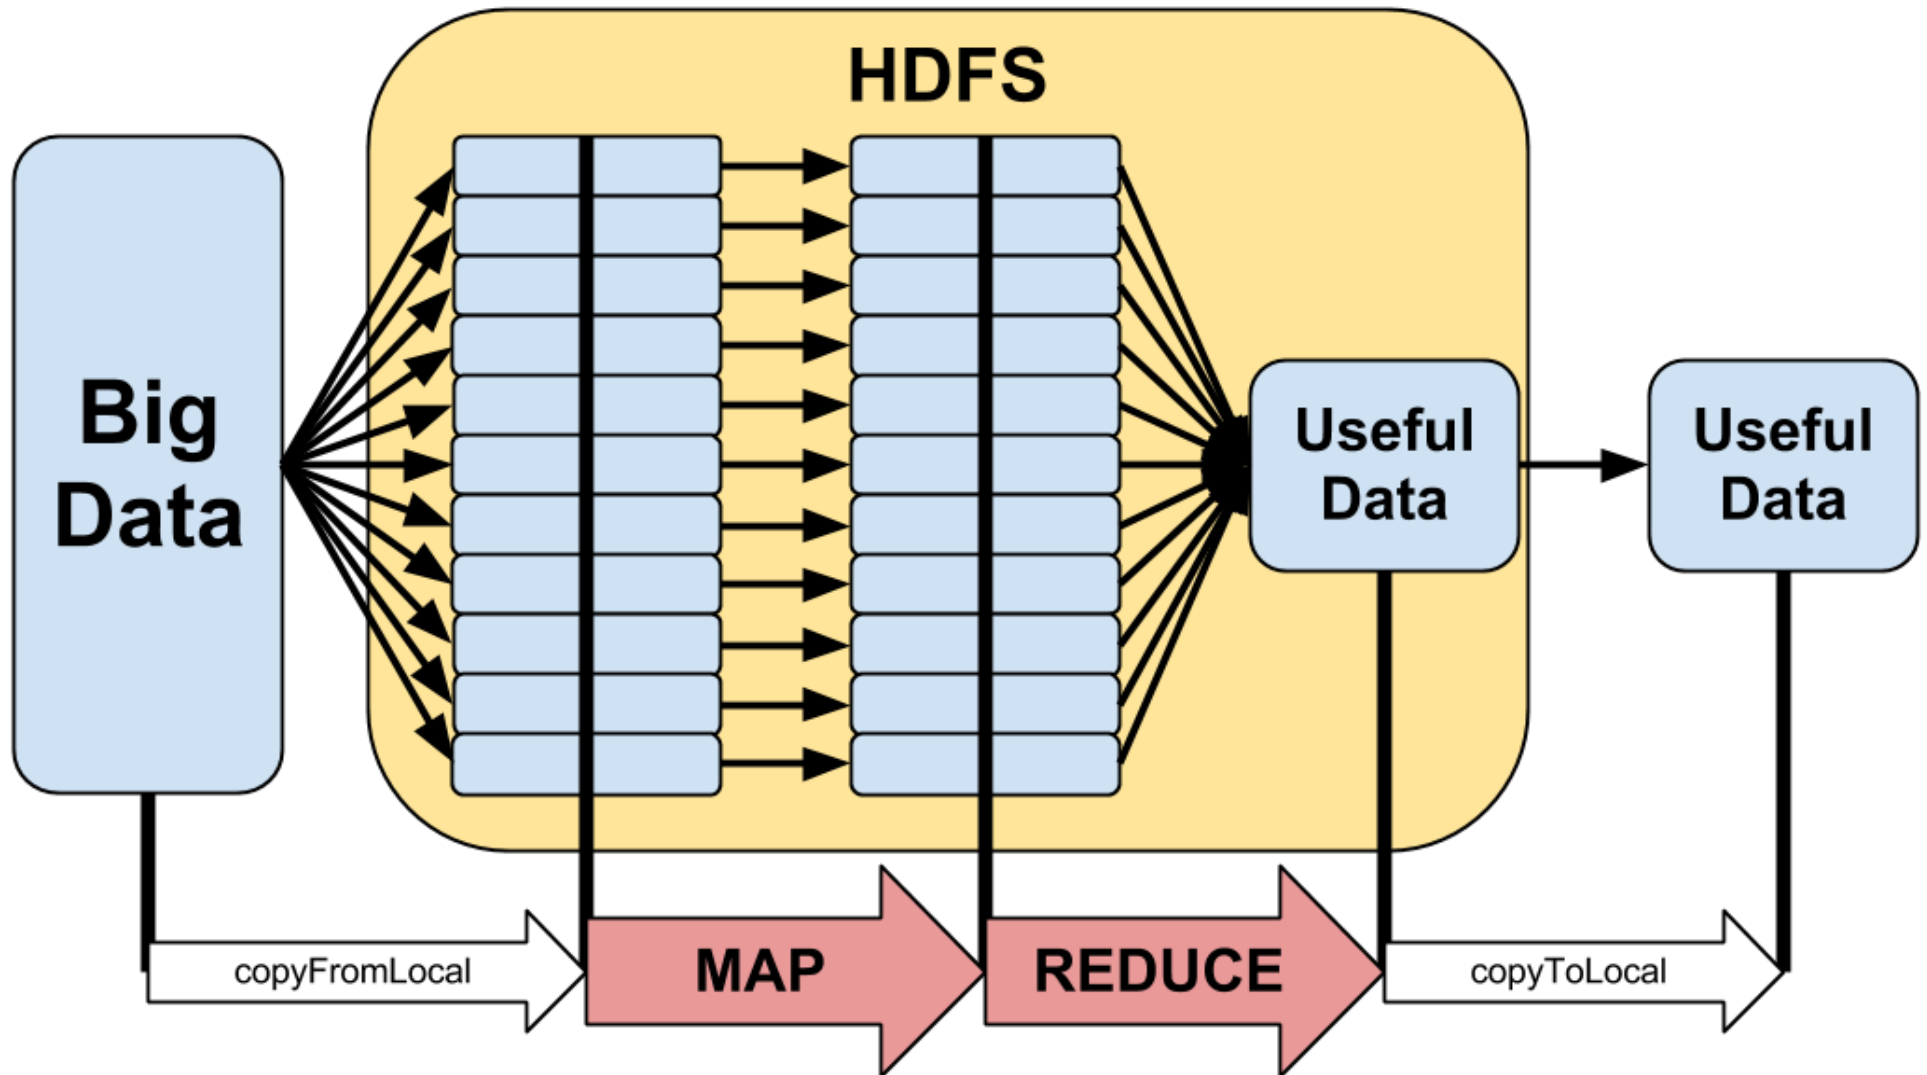 HDFS
Big
Data
Useful
Data
Useful
Data
copyFromLocal
MAP
REDUCE
copyToLocal